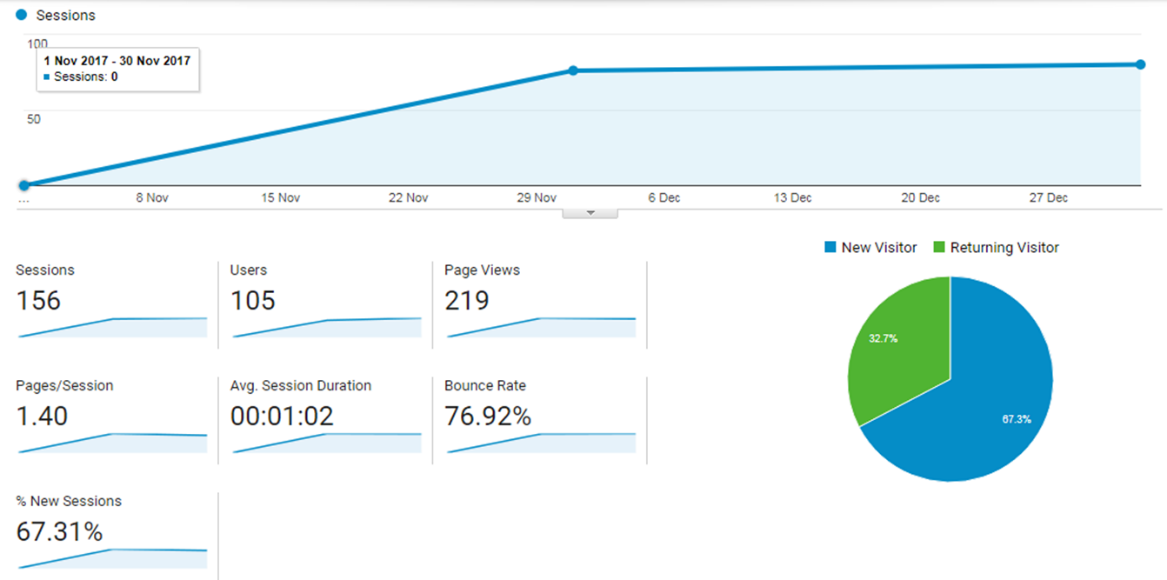 Sessions
100
1 Nov 2017 - 30 Nov 2017
Sessions: 0
50
...
8 Nov
15 Nov
22 Nov
29 Nov
6 Dec
13 Dec
20 Dec
27 Dec
New Visitor
Returning Visitor
Sessions
156
Users
105
Page Views
219
Pages/Session
1.40
Avg. Session Duration
00:01:02
Bounce Rate
76.92%
% New Sessions
67.31%
32.7%
67.3%